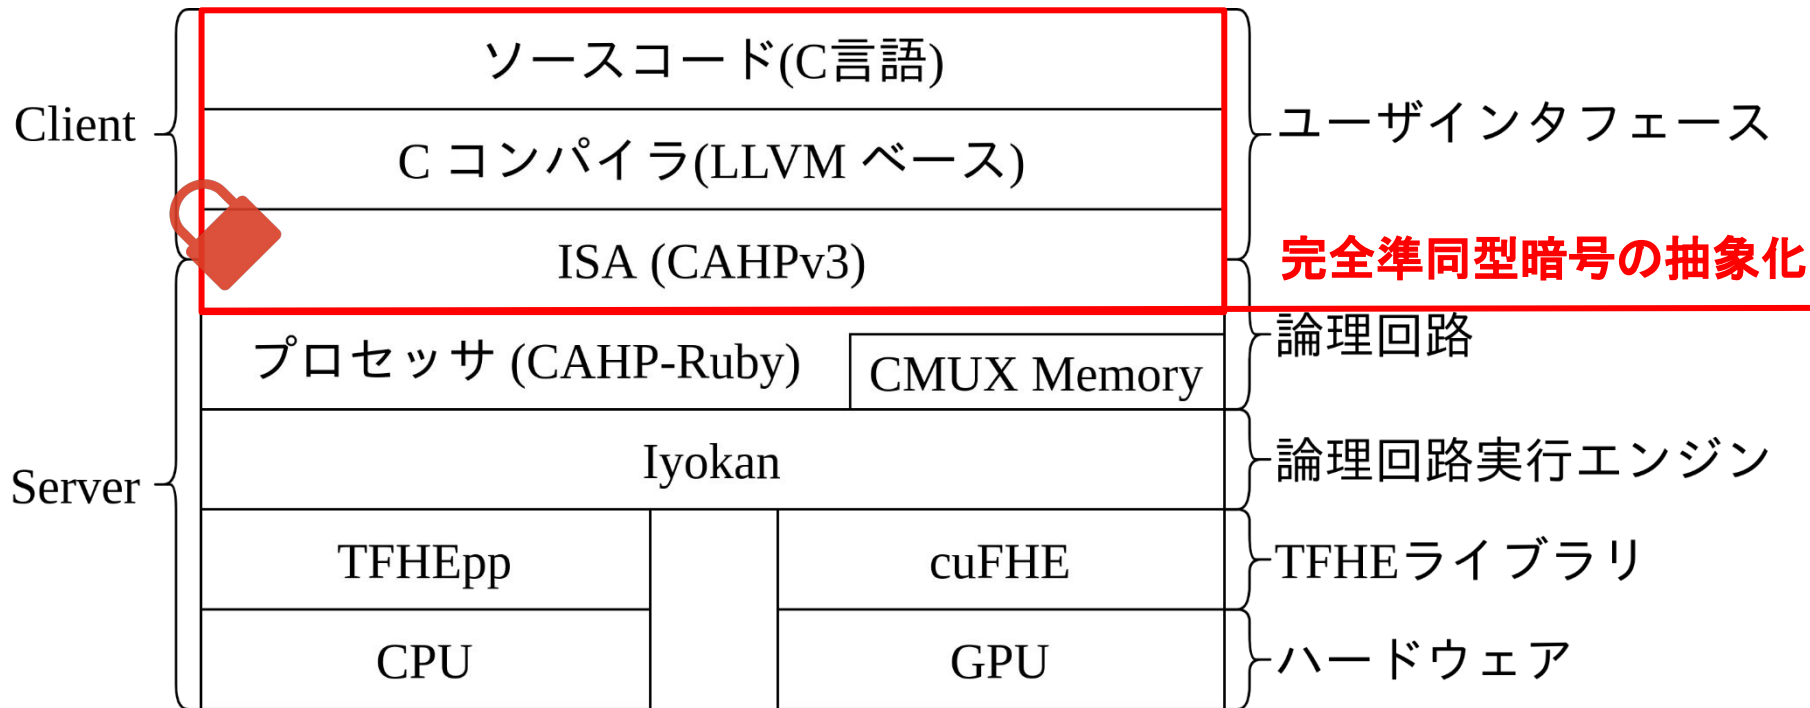 ソースコード(C言語)
Client
ユーザインタフェース
C コンパイラ(LLVM ベース)
ISA (CAHPv3)
完全準同型暗号の抽象化
プロセッサ (CAHP-Ruby)
CMUX Memory
論理回路
Iyokan
論理回路実行エンジン
Server
TFHEpp
cuFHE
TFHEライブラリ
CPU
GPU
ハードウェア